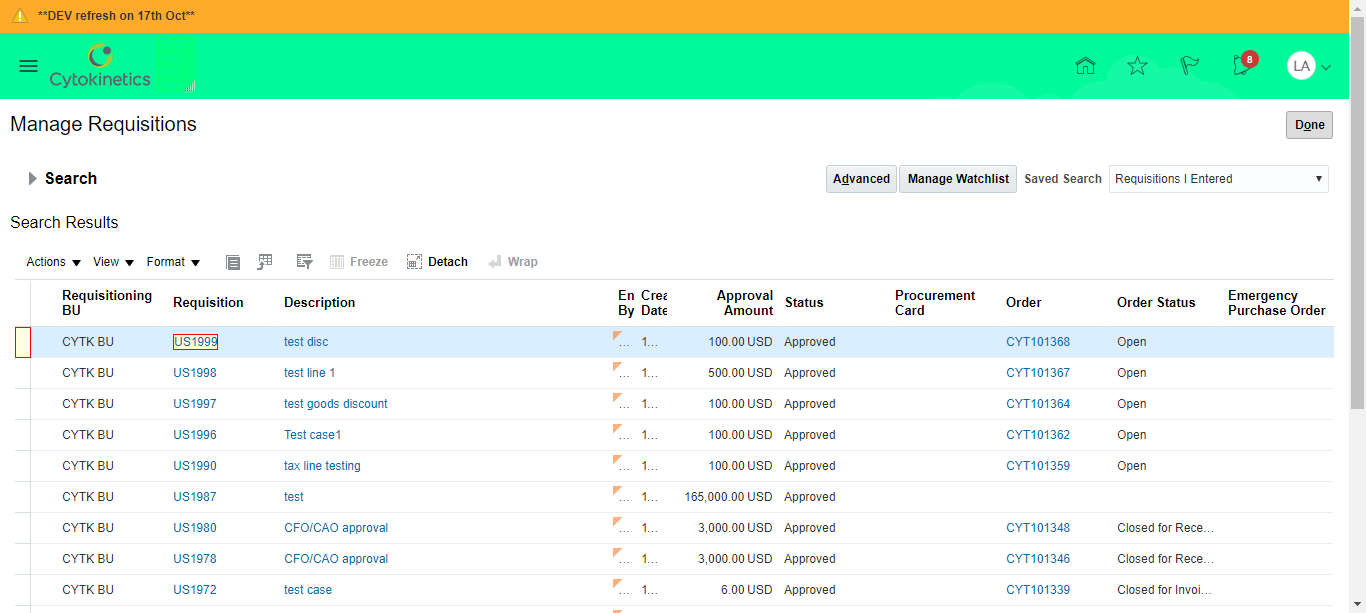 **DEV refresh on 17th Oct**
Cytokinetics
8
LA
Manage Requisitions
Done
Search
Advanced Manage Watchlist Saved Search Requisitions I Entered
Search Results
Actions View Format Freeze Detach Wrap
Requisitioning BU Requisition Description En By Crea Date Approval Amount Status Procurement Card Order Order Status Emergency Purchase Order
CYTK BU US1999 test disc ... 1... 100.00 USD Approved CYT101368 Open
CYTK BU US1998 test line 1 ... 1... 500.00 USD Approved CYT101367 Open
CYTK BU US1997 test goods discount ... 1... 100.00 USD Approved CYT101364 Open
CYTK BU US1996 Test case1 ... 1... 100.00 USD Approved CYT101362 Open
CYTK BU US1990 tax line testing ... 1... 100.00 USD Approved CYT101359 Open
CYTK BU US1987 test ... 1... 165,000.00 USD Approved
CYTK BU US1980 CFO/CAO approval ... 1... 3,000.00 USD Approved CYT101348 Closed for Rece...
CYTK BU US1978 CFO/CAO approval ... 1... 3,000.00 USD Approved CYT101346 Closed for Rece...
CYTK BU US1972 test case ... 1... 6.00 USD Approved CYT101339 Closed for Invoi...